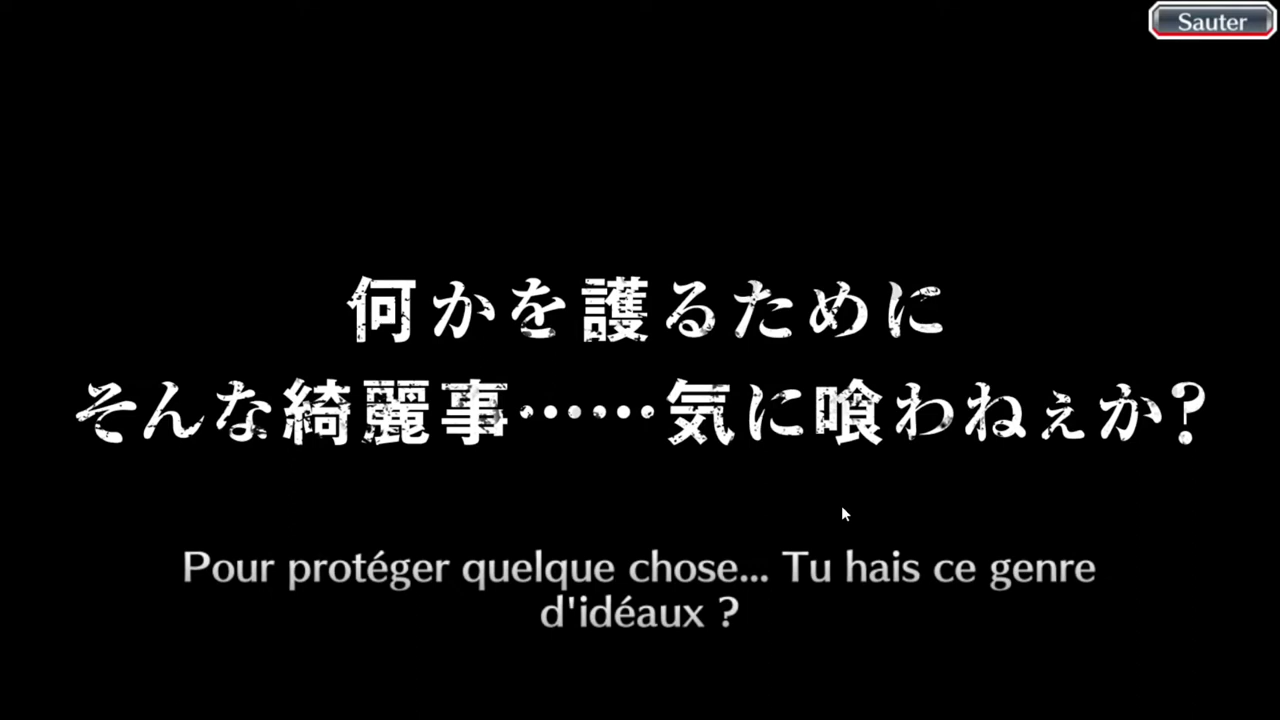 Sauter
何かを護るために
そんな綺麗事……気に喰わねぇか?
Pour protéger quelque chose... Tu hais ce genre
d'idéaux ?